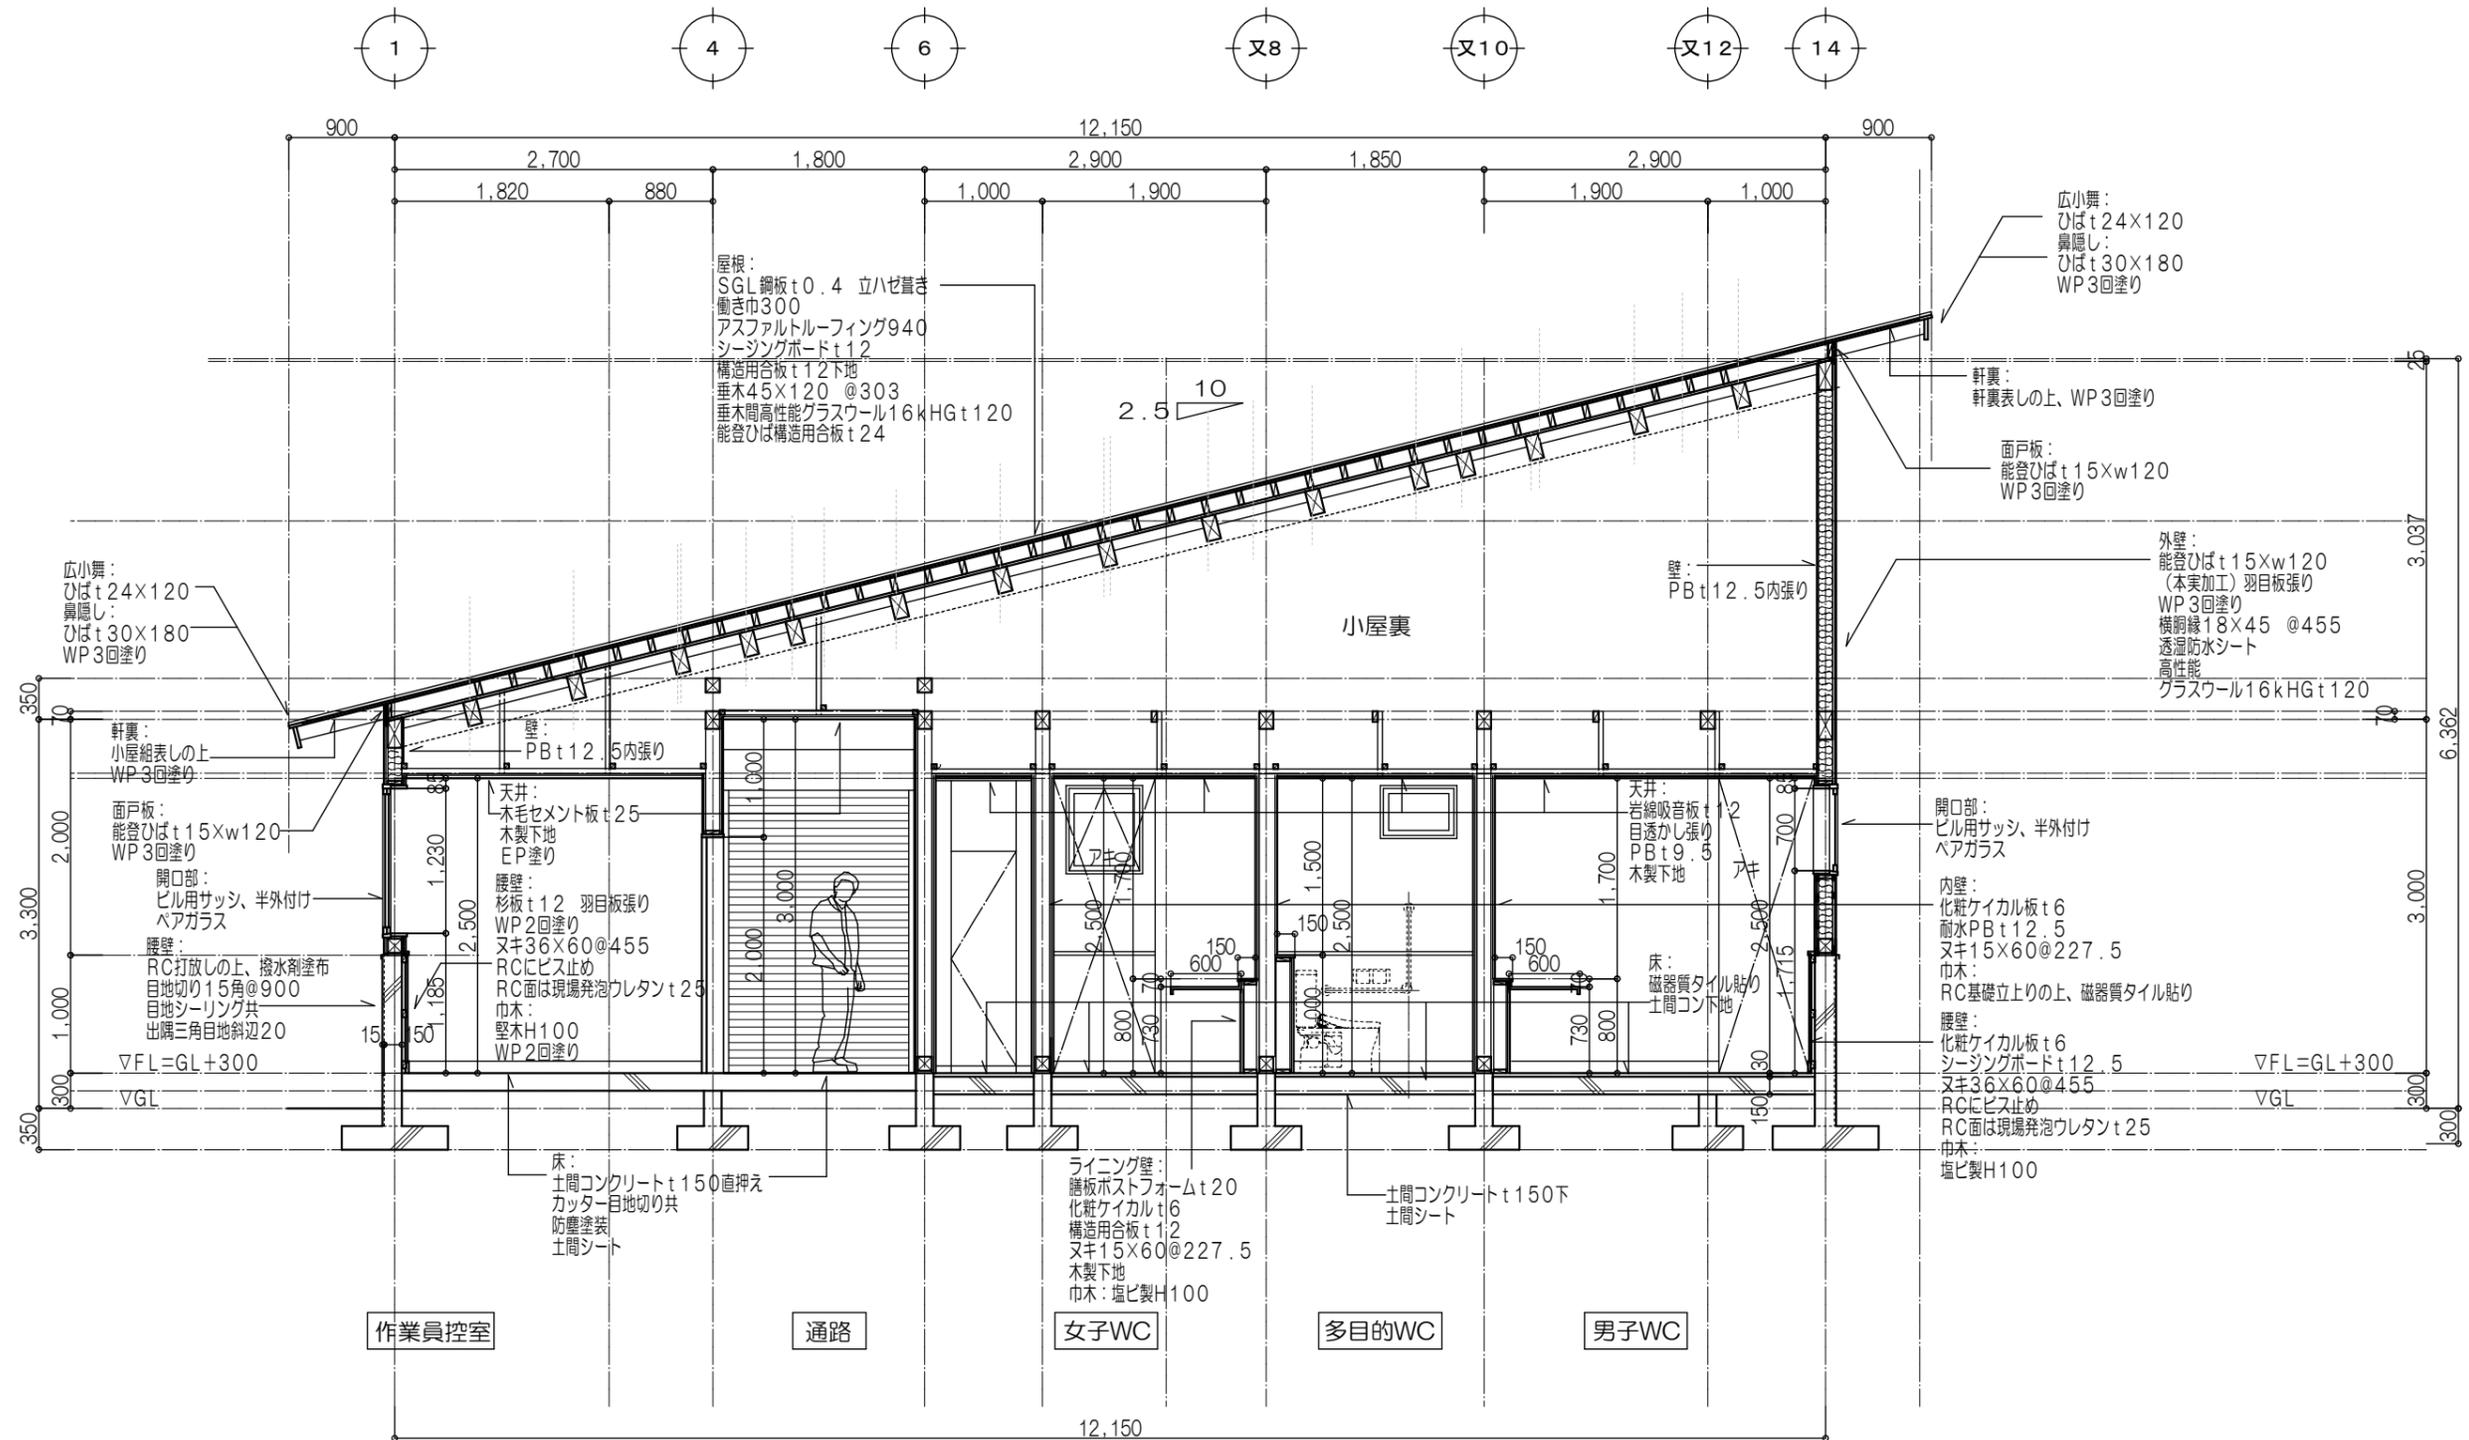 1
4
6
又8
又10
又12
14
900
12,150
900
2,700
1,800
2,900
1,850
2,900
1,820
880
1,000
1,900
1,900
1,000
広小舞：
ひばt24×120
鼻隠し：
ひばt30×180
WP3回塗り
屋根：
SGL鋼板t0.4　立ハゼ葺き
働き巾300
アスファルトルーフィング940
シージングボードt12
構造用合板t12下地
垂木45×120　@303
垂木間高性能グラスウール16kHGt120
能登ひば構造用合板t24
10
2.5
軒裏：
軒裏表しの上、WP3回塗り
面戸板：
能登ひばt15×w120
WP3回塗り
25
3,037
6,362
70
3,000
300
300
外壁：
能登ひばt15×w120
（本実加工）羽目板張り
WP3回塗り
横胴縁18×45　@455
透湿防水シート
高性能
グラスウール16kHGt120
壁：
PBt12.5内張り
小屋裏
広小舞：
ひばt24×120
鼻隠し：
ひばt30×180
WP3回塗り
350
70
2,000
3,300
1,000
300
350
軒裏：
小屋組表しの上
WP3回塗り
面戸板：
能登ひばt15×w120
WP3回塗り
開口部：
ビル用サッシ、半外付け
ペアガラス
腰壁：
RC打放しの上、撥水剤塗布
目地切り15角@900
目地シーリング共
出隅三角目地斜辺20
▽FL=GL+300
▽GL
壁：
PBt12.5内張り
天井：
木毛セメント板t25
木製下地
EP塗り
腰壁：
杉板t12　羽目板張り
WP2回塗り
ヌキ36×60@455
RCにビス止め
RC面は現場発泡ウレタンt25
巾木：
堅木H100
WP2回塗り
85
1,230
2,500
1,185
15
150
1,000
3,000
2,000
アキ
1,700
2,500
150
600
70
800
730
1,500
150
2,500
天井：
岩綿吸音板t12
目透かし張り
PBt9.5
木製下地
1,700
150
600
730
800
床：
磁器質タイル貼り
土間コン下地
アキ
85
700
2,500
1,715
30
150
開口部：
ビル用サッシ、半外付け
ペアガラス
内壁：
化粧ケイカル板t6
耐水PBt12.5
ヌキ15×60@227.5
巾木：
RC基礎立上りの上、磁器質タイル貼り
腰壁：
化粧ケイカル板t6
シージングボードt12.5
ヌキ36×60@455
RCにビス止め
RC面は現場発泡ウレタンt25
巾木：
塩ビ製H100
▽FL=GL+300
▽GL
床：
土間コンクリートt150直押え
カッター目地切り共
防塵塗装
土間シート
ライニング壁：
膳板ポストフォームt20
化粧ケイカルt6
構造用合板t12
ヌキ15×60@227.5
木製下地
巾木：塩ビ製H100
土間コンクリートt150下
土間シート
作業員控室
通路
女子WC
多目的WC
男子WC
12,150